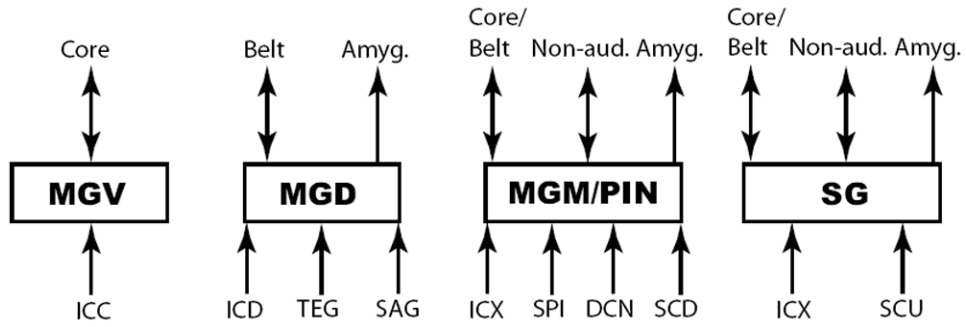 Core
Belt
Amyg.
Core/
Belt
Non-aud.
Amyg.
Core/
Belt
Non-aud.
Amyg.
MGV
MGD
MGM/PIN
SG
ICC
ICD
TEG
SAG
ICX
SPI
DCN
SCD
ICX
SCU